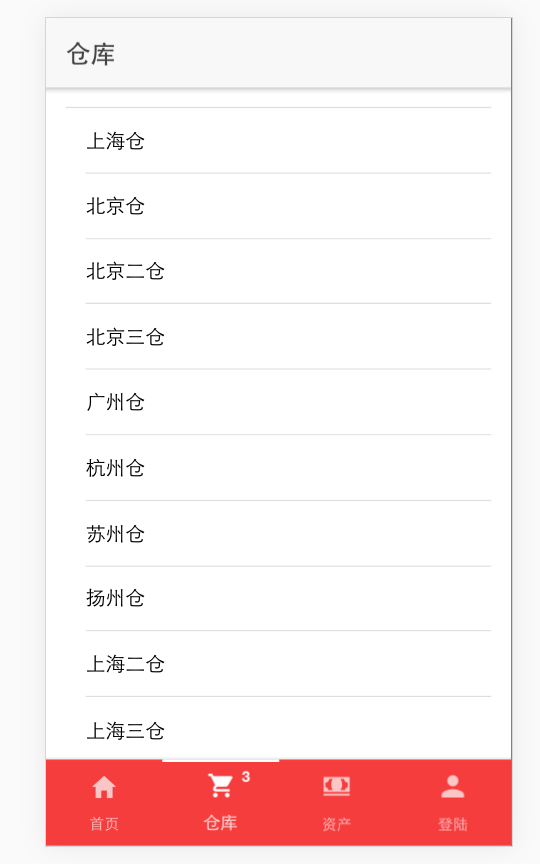 仓库
上海仓
北京仓
北京二仓
北京三仓
广州仓
杭州仓
苏州仓
扬州仓
上海二仓
上海三仓
3
首页 仓库 资产 登陆